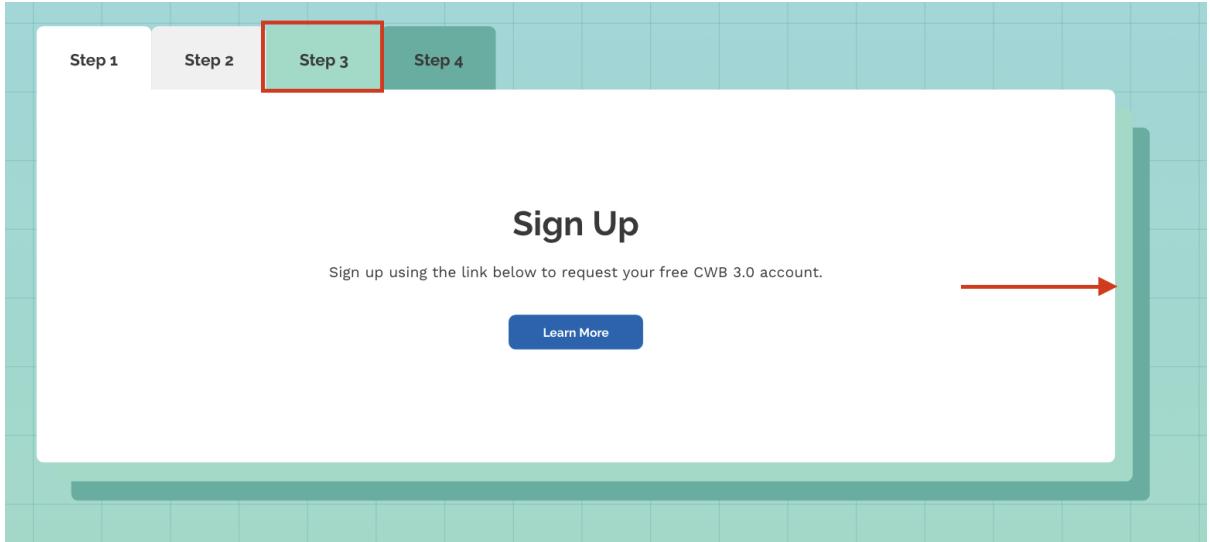 Step 1 Step 2 Step 3 Step 4
Sign Up
Sign up using the link below to request your free CWB 3.0 account.
Learn More